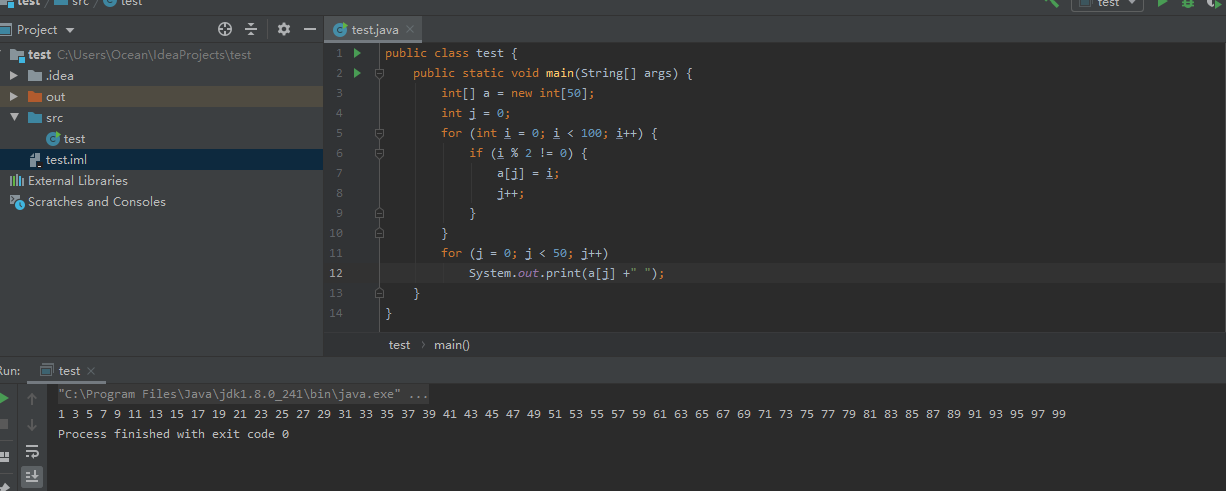 test > src > test
test
Project
test.java
test C:\Users\Ocean\IdeaProjects\test
.idea
out
src
test
test.iml
External Libraries
Scratches and Consoles
1 public class test {
2 public static void main(String[] args) {
3 int[] a = new int[50];
4 int j = 0;
5 for (int i = 0; i < 100; i++) {
6 if (i % 2 != 0) {
7 a[j] = i;
8 j++;
9 }
10 }
11 for (j = 0; j < 50; j++)
12 System.out.print(a[j] +" ");
13 }
14 }
test > main()
Run: test
"C:\Program Files\Java\jdk1.8.0_241\bin\java.exe" ...
1 3 5 7 9 11 13 15 17 19 21 23 25 27 29 31 33 35 37 39 41 43 45 47 49 51 53 55 57 59 61 63 65 67 69 71 73 75 77 79 81 83 85 87 89 91 93 95 97 99
Process finished with exit code 0